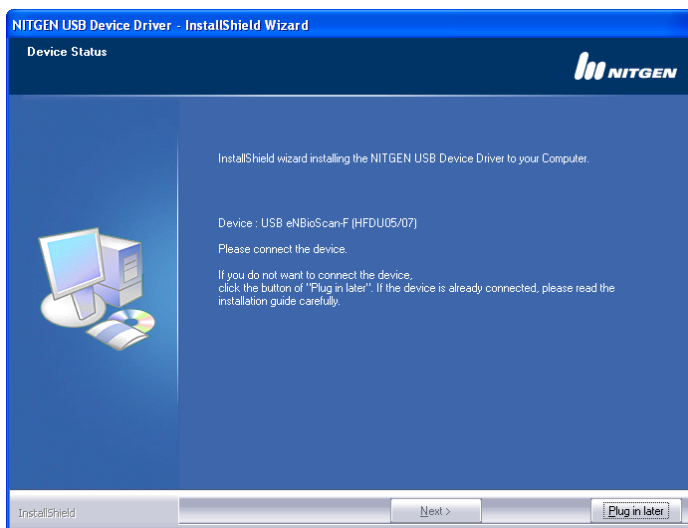 NITGEN USB Device Driver - InstallShield Wizard
Device Status
NITGEN
InstallShield wizard installing the NITGEN USB Device Driver to your Computer.
Device : USB eNBioScan-F (HFDU05/07)
Please connect the device.
If you do not want to connect the device,
click the button of "Plug in later". If the device is already connected, please read the
installation guide carefully.
InstallShield
Next >
Plug in later